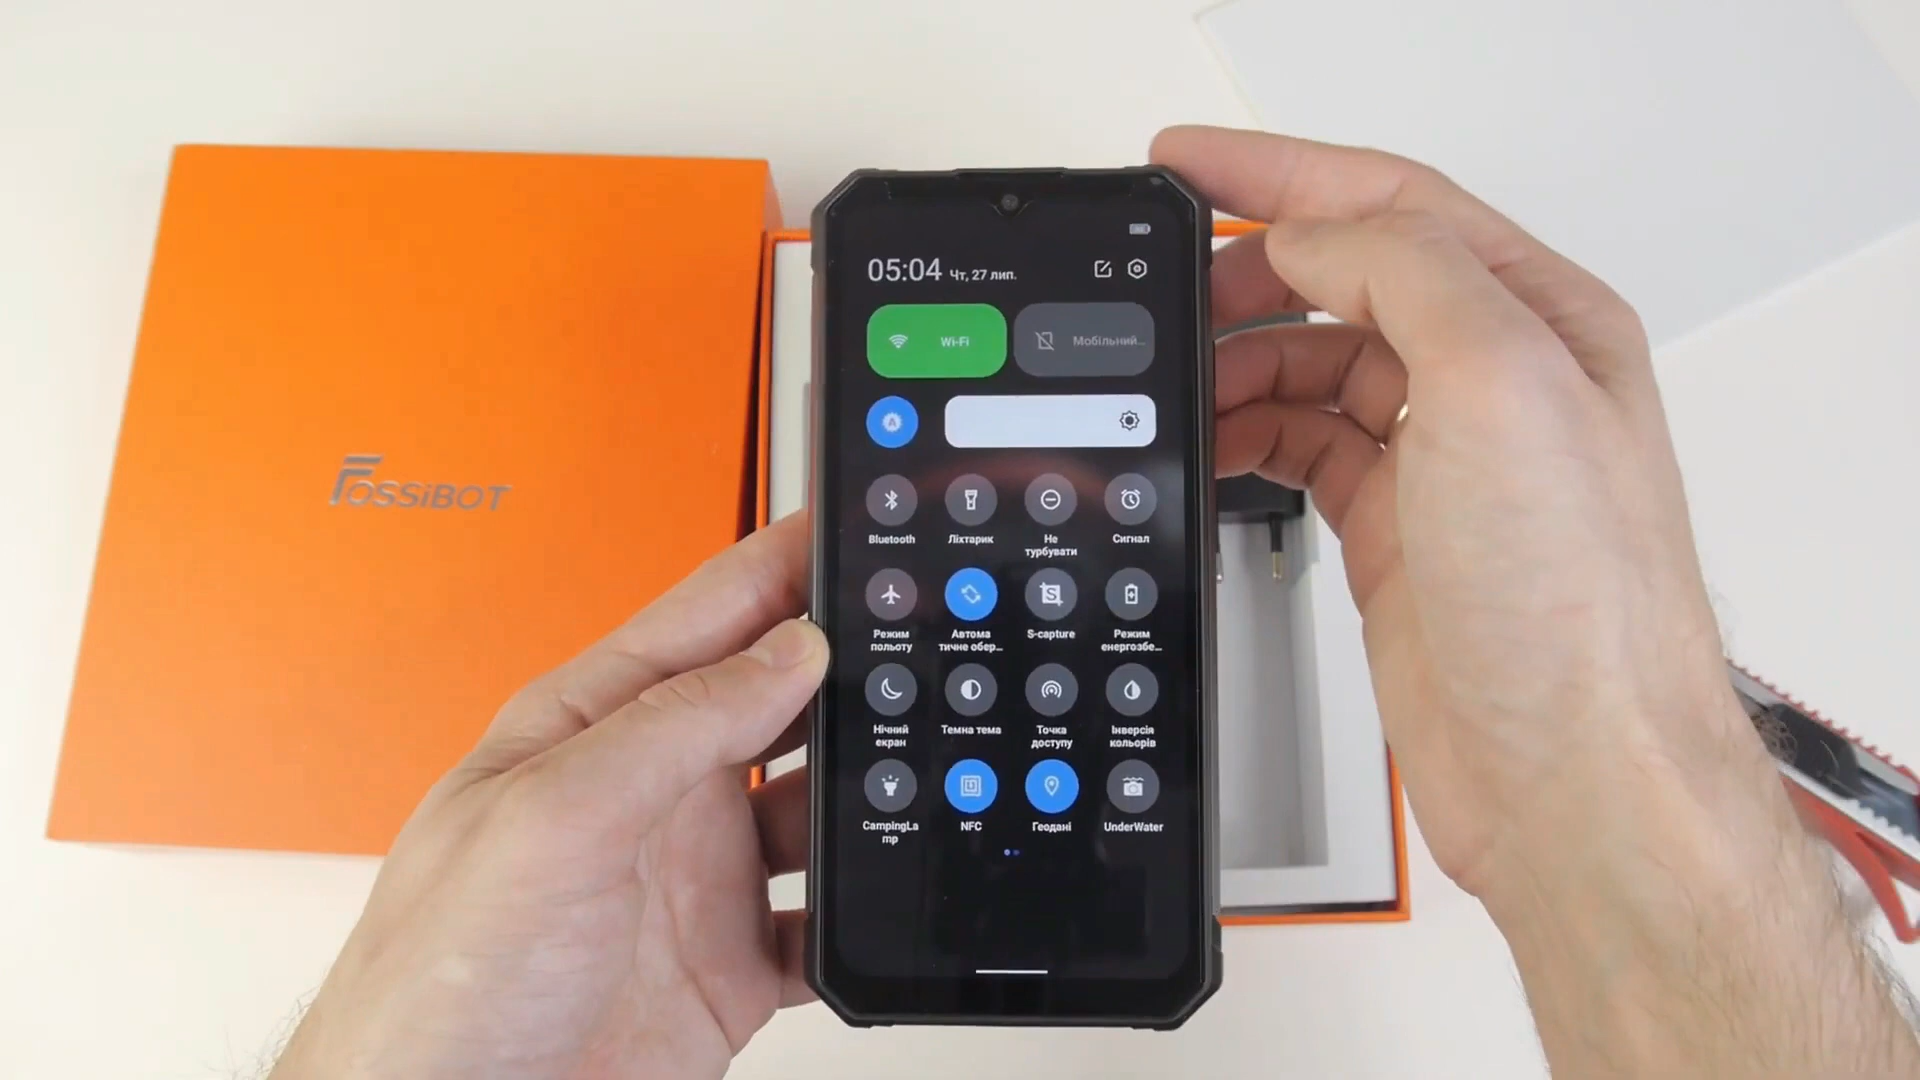 FOSSiBOT
05:04 Чт, 27 лип.
Wi-Fi
Мобільний…
A
Bluetooth
Ліхтарик
Не
турбувати
Сигнал
Режим
польоту
Автома
тичне обер…
S-capture
Режим
енергозбе…
Нічний
екран
Темна тема
Точка
доступу
Інверсія
кольорів
CampingLa
mp
NFC
Геодані
UnderWater